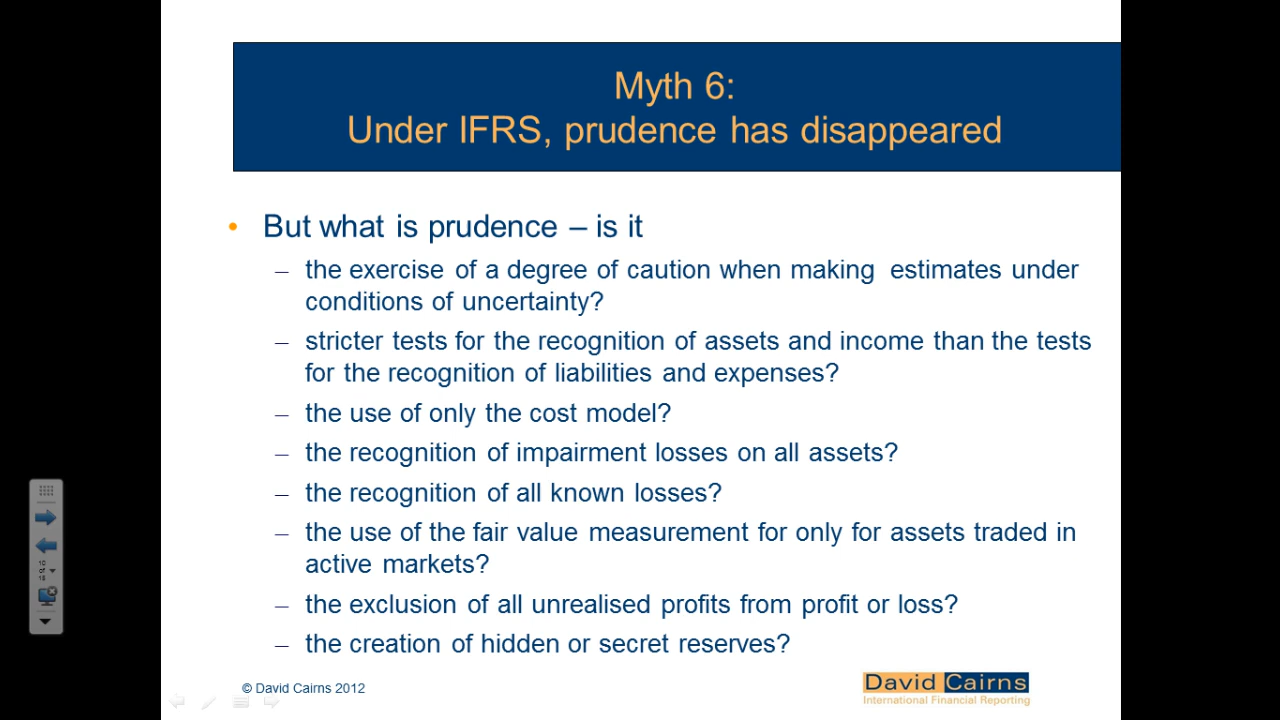 Myth 6:
Under IFRS, prudence has disappeared
• But what is prudence – is it
– the exercise of a degree of caution when making estimates under
conditions of uncertainty?
– stricter tests for the recognition of assets and income than the tests
for the recognition of liabilities and expenses?
– the use of only the cost model?
– the recognition of impairment losses on all assets?
– the recognition of all known losses?
– the use of the fair value measurement for only for assets traded in
active markets?
– the exclusion of all unrealised profits from profit or loss?
– the creation of hidden or secret reserves?
10
of
18
© David Cairns 2012
David Cairns
International Financial Reporting